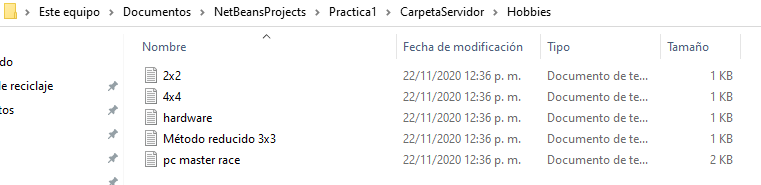 Este equipo > Documentos > NetBeansProjects > Practica1 > CarpetaServidor > Hobbies
Nombre Fecha de modificación Tipo Tamaño
do
2x2 22/11/2020 12:36 p. m. Documento de te... 1 KB
e reciclaje
4x4 22/11/2020 12:36 p. m. Documento de te... 1 KB
tos
hardware 22/11/2020 12:36 p. m. Documento de te... 1 KB
Método reducido 3x3 22/11/2020 12:36 p. m. Documento de te... 1 KB
pc master race 22/11/2020 12:36 p. m. Documento de te... 2 KB